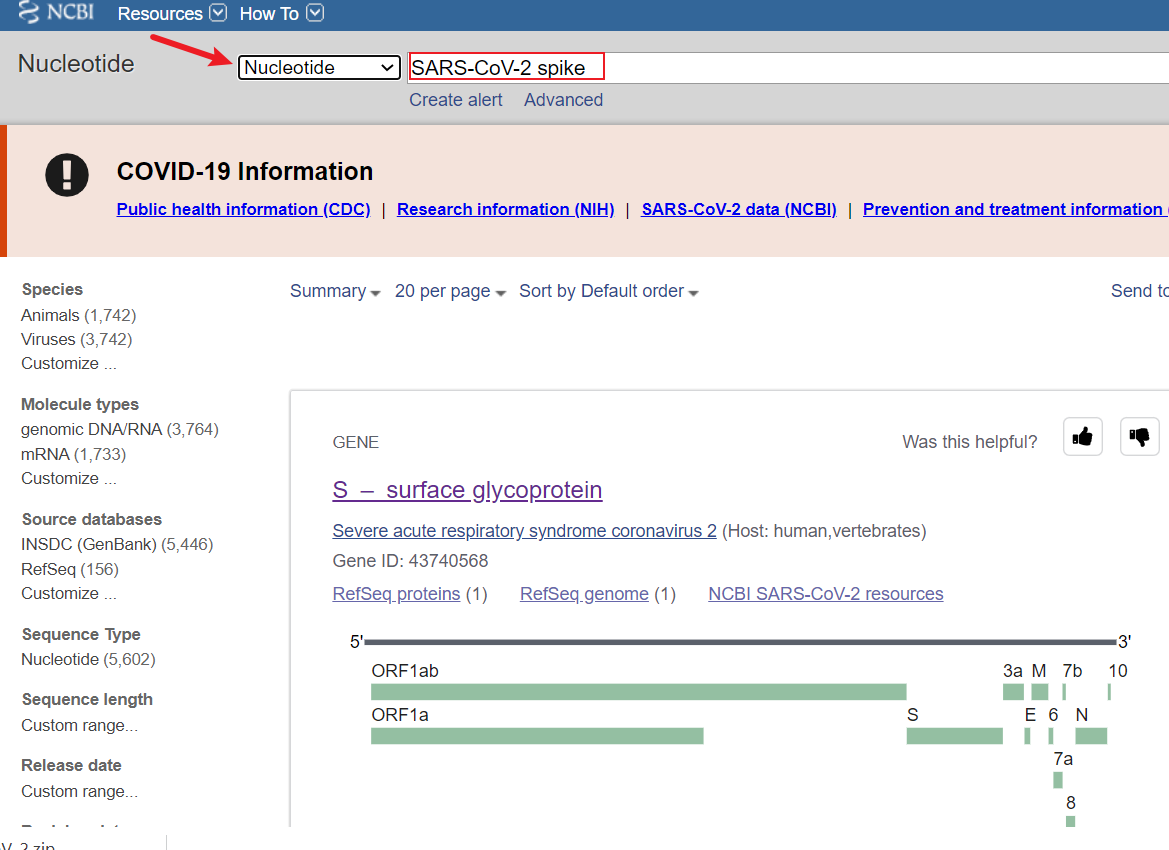 NCBI Resources How To
Nucleotide
Nucleotide
SARS-CoV-2 spike
Create alert Advanced
COVID-19 Information
Public health information (CDC) | Research information (NIH) | SARS-CoV-2 data (NCBI) | Prevention and treatment information
Species
Animals (1,742)
Viruses (3,742)
Customize ...
Molecule types
genomic DNA/RNA (3,764)
mRNA (1,733)
Customize ...
Source databases
INSDC (GenBank) (5,446)
RefSeq (156)
Customize ...
Sequence Type
Nucleotide (5,602)
Sequence length
Custom range...
Release date
Custom range...
Summary 20 per page Sort by Default order Send to
GENE
Was this helpful?
S – surface glycoprotein
Severe acute respiratory syndrome coronavirus 2 (Host: human,vertebrates)
Gene ID: 43740568
RefSeq proteins (1) RefSeq genome (1) NCBI SARS-CoV-2 resources
5' 3'
ORF1ab 3a M 7b 10
ORF1a S E 6 N
7a
8